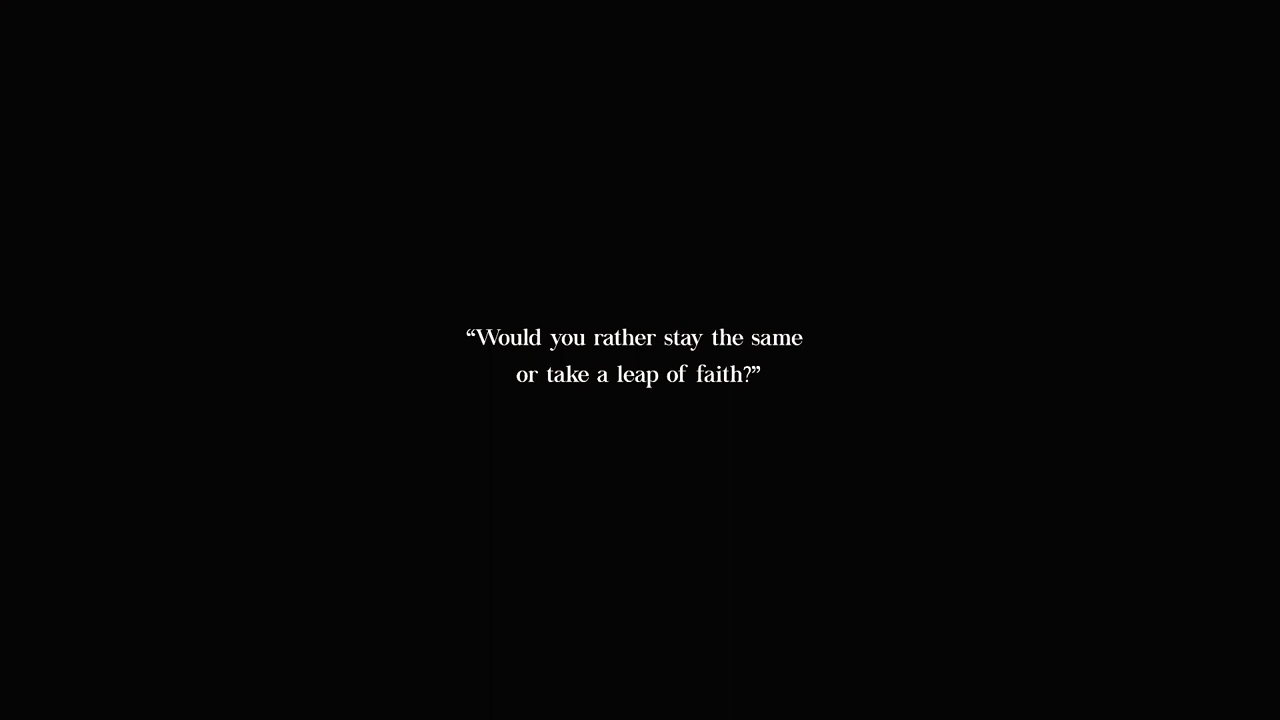 “Would you rather stay the same
or take a leap of faith?”